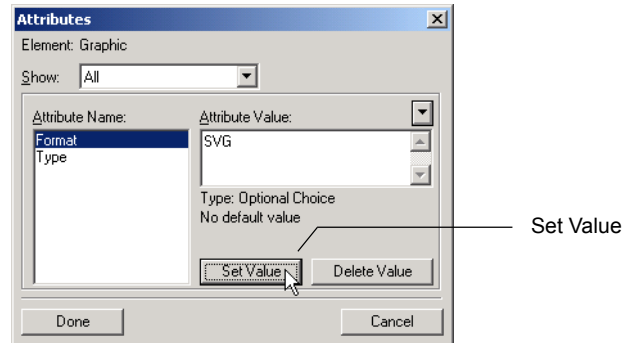 Attributes
Element: Graphic
Show: All
Attribute Name:
Format
Type
Attribute Value:
SVG
Type: Optional Choice
No default value
Set Value
Delete Value
Set Value
Done
Cancel